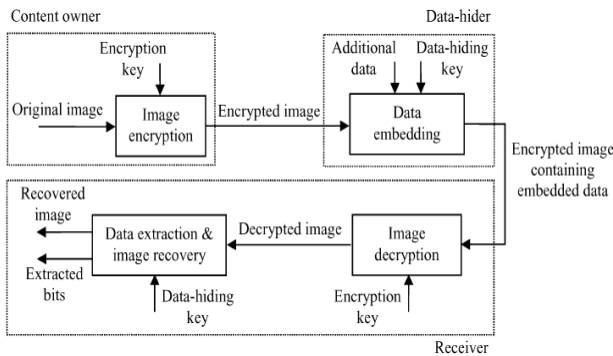 Content owner
Data-hider
Encryption
key
Additional
data
Data-hiding
key
Original image
Image
encryption
Encrypted image
Data
embedding
Encrypted image
containing
embedded data
Recovered
image
Extracted
bits
Data extraction &
image recovery
Decrypted image
Image
decryption
Data-hiding
key
Encryption
key
Receiver